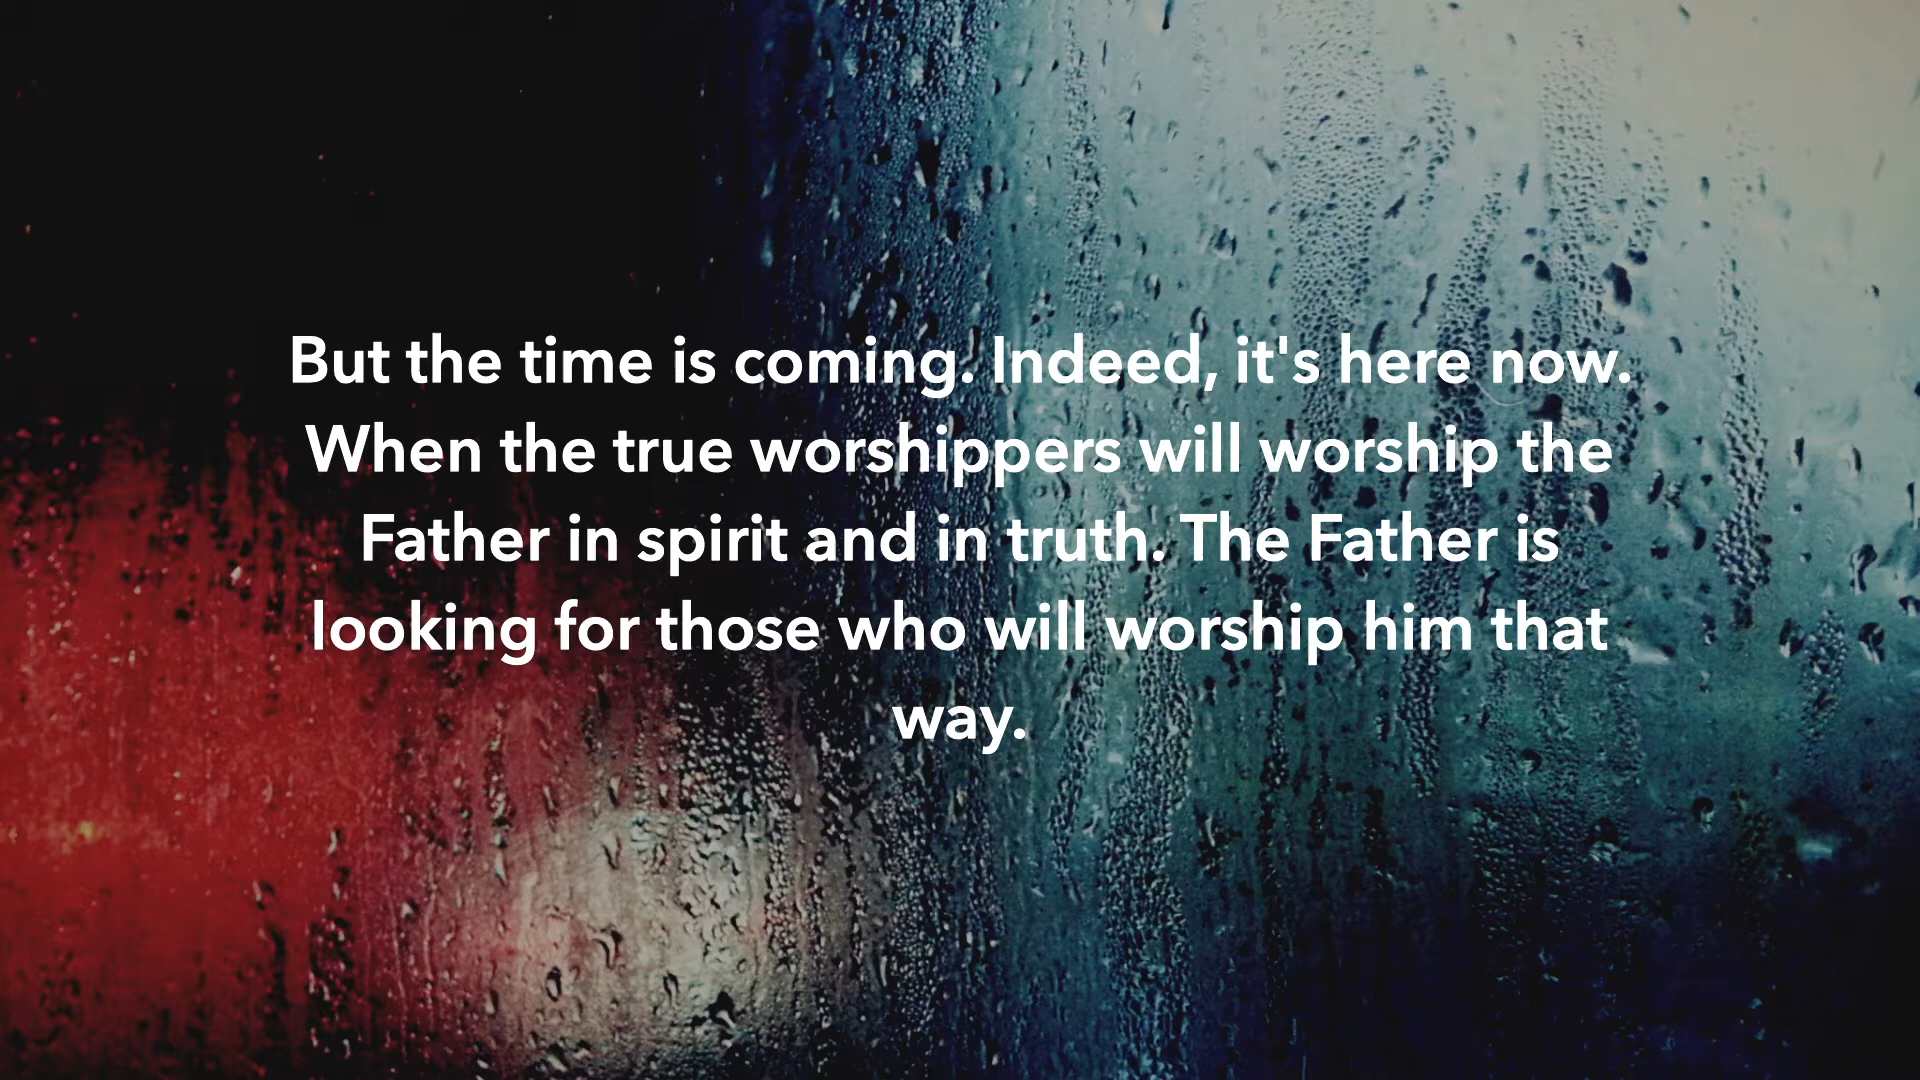 But the time is coming. Indeed, it's here now.
When the true worshippers will worship the
Father in spirit and in truth. The Father is
looking for those who will worship him that
way.